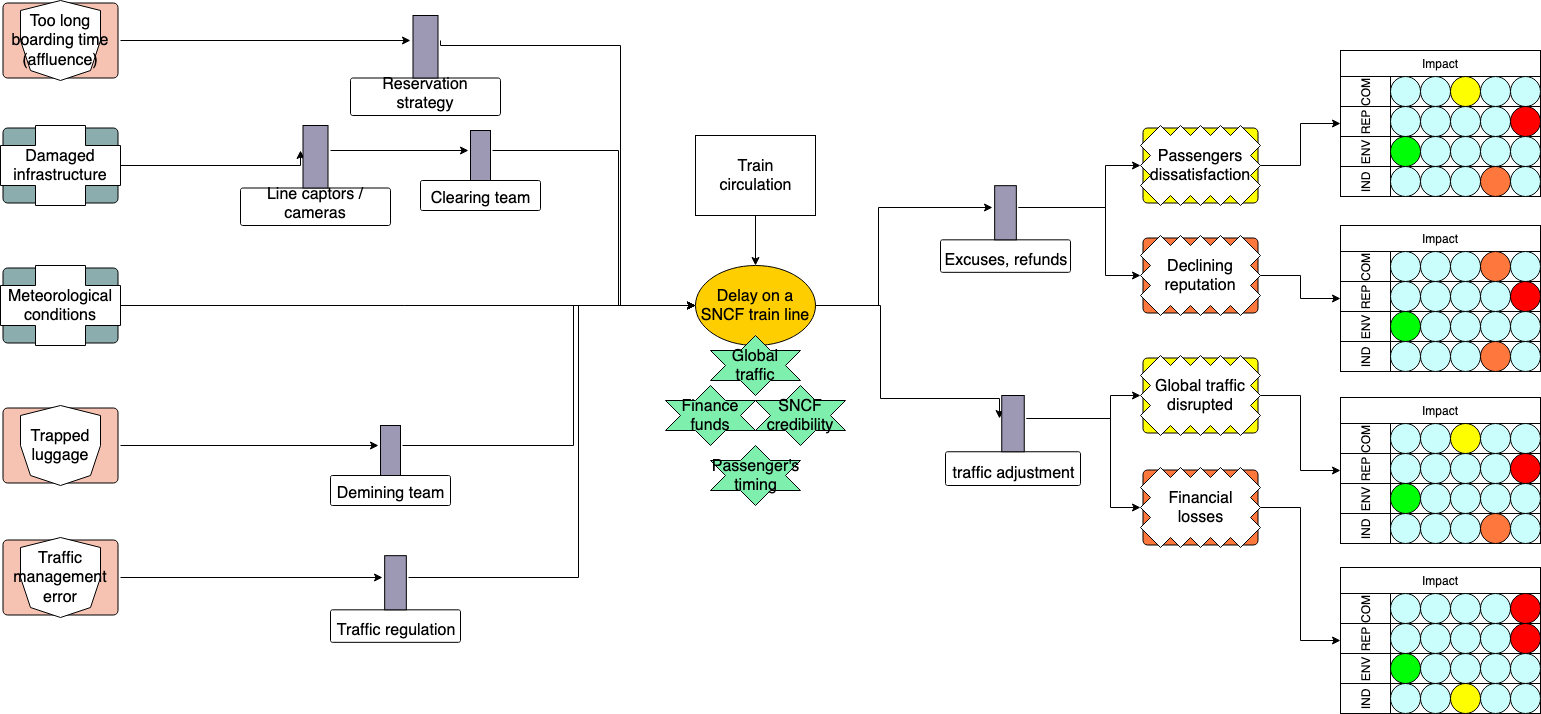 Too long
boarding time
(affluence)
Reservation
strategy
Damaged
infrastructure
Line captors /
cameras
Clearing team
Meteorological
conditions
Trapped
luggage
Demining team
Traffic
management
error
Traffic regulation
Train
circulation
Delay on a
SNCF train line
Global
traffic
Finance
funds
SNCF
credibility
Passenger's
timing
Excuses, refunds
traffic adjustment
Passengers
dissatisfaction
Declining
reputation
Global traffic
disrupted
Financial
losses
Impact
COM
REP
ENV
IND
Impact
COM
REP
ENV
IND
Impact
COM
REP
ENV
IND
Impact
COM
REP
ENV
IND